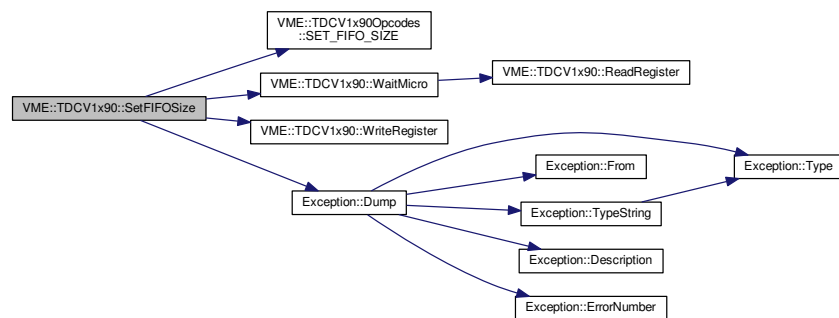 VME::TDCV1x90Opcodes
::SET_FIFO_SIZE
VME::TDCV1x90::WaitMicro
VME::TDCV1x90::ReadRegister
VME::TDCV1x90::SetFIFOSize
VME::TDCV1x90::WriteRegister
Exception::From
Exception::Type
Exception::Dump
Exception::TypeString
Exception::Description
Exception::ErrorNumber